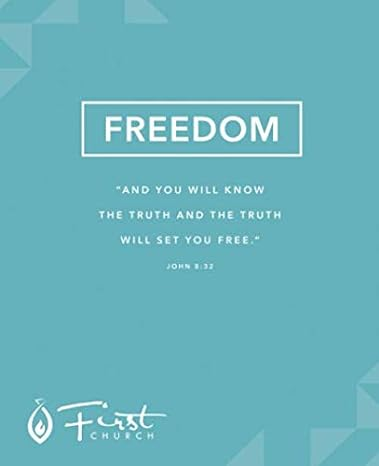 FREEDOM
"AND YOU WILL KNOW
THE TRUTH AND THE TRUTH
WILL SET YOU FREE."
JOHN 8:32
First
CHURCH